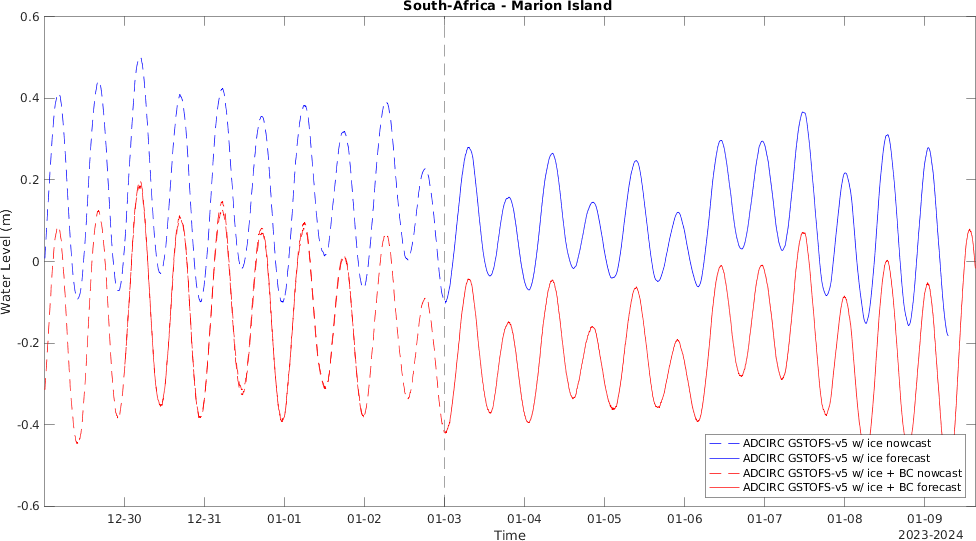 South-Africa - Marion Island
0.6
0.4
0.2
0
-0.2
-0.4
-0.6
Water Level (m)
ADCIRC GSTOFS-v5 w/ ice nowcast
ADCIRC GSTOFS-v5 w/ ice forecast
ADCIRC GSTOFS-v5 w/ ice + BC nowcast
ADCIRC GSTOFS-v5 w/ ice + BC forecast
12-30 12-31 01-01 01-02 01-03 01-04 01-05 01-06 01-07 01-08 01-09
Time
2023-2024